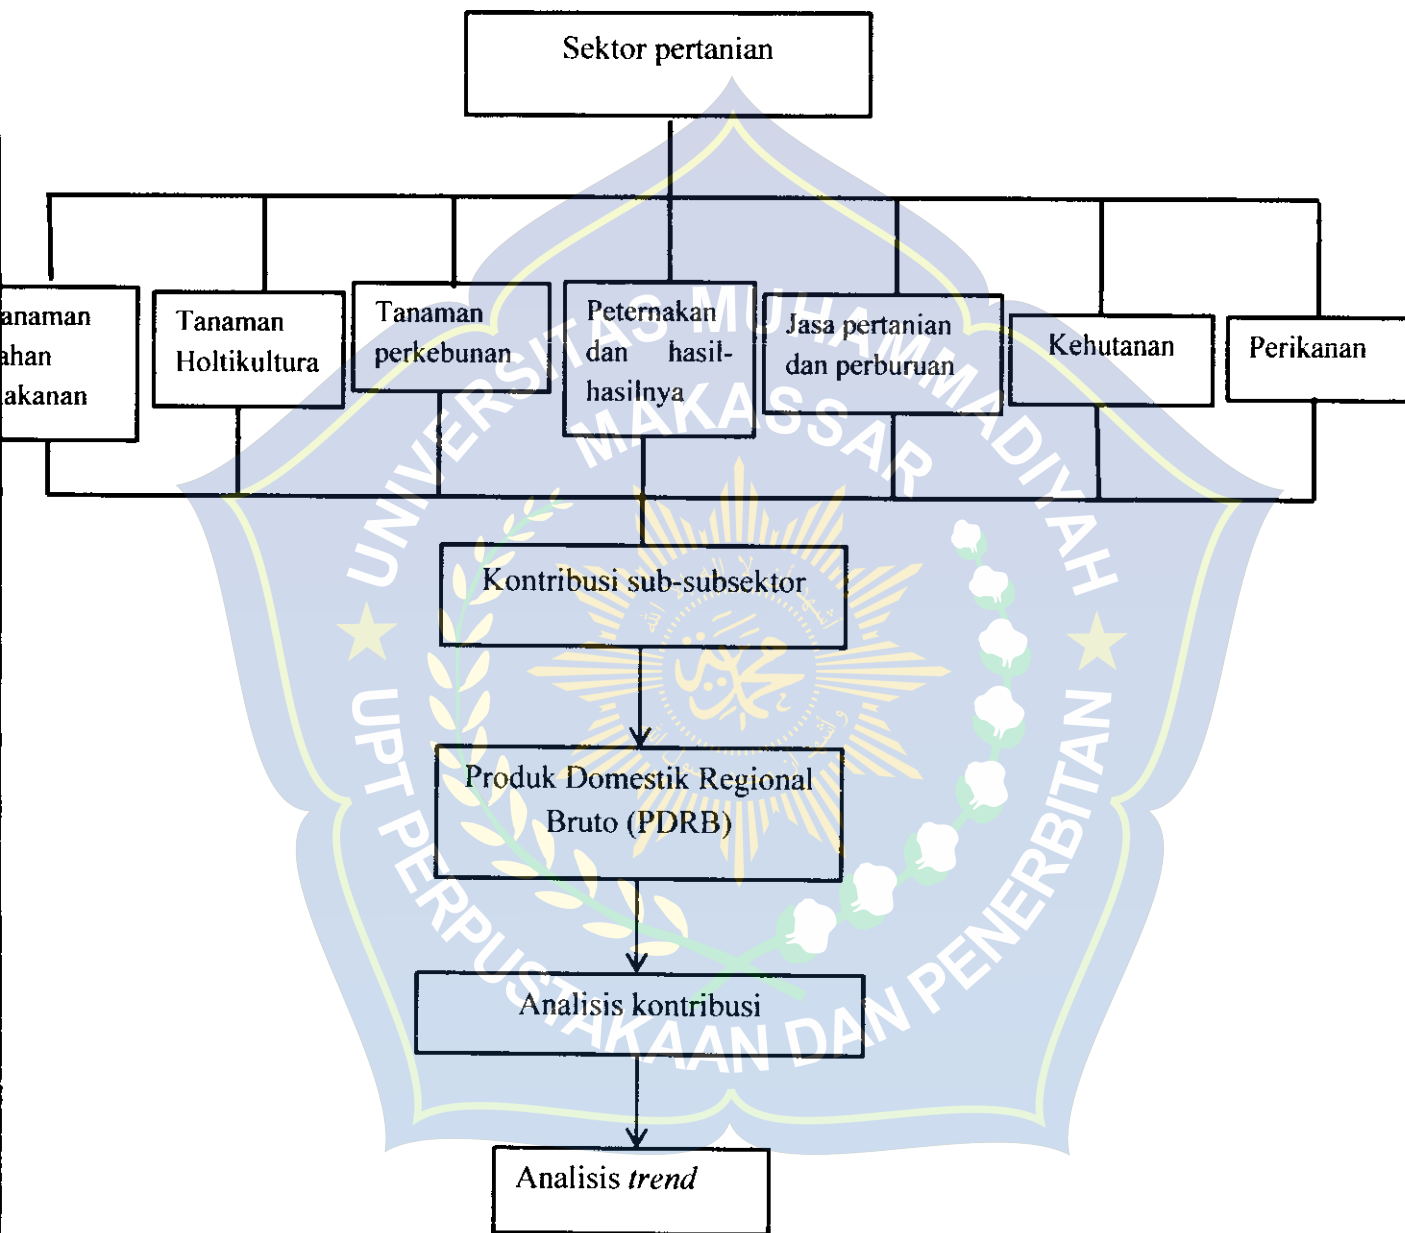 Sektor pertanian
anaman
ahan
akanan
Tanaman
Holtikultura
Tanaman
perkebunan
Peternakan
dan hasil-
hasilnya
Jasa pertanian
dan perburuan
Kehutanan
Perikanan
UNIVERSITAS MUHAMMADIYAH
MAKASSAR
Kontribusi sub-subsektor
Produk Domestik Regional
Bruto (PDRB)
Analisis kontribusi
UPT PERPUSTAKAAN DAN PENERBITAN
Analisis trend